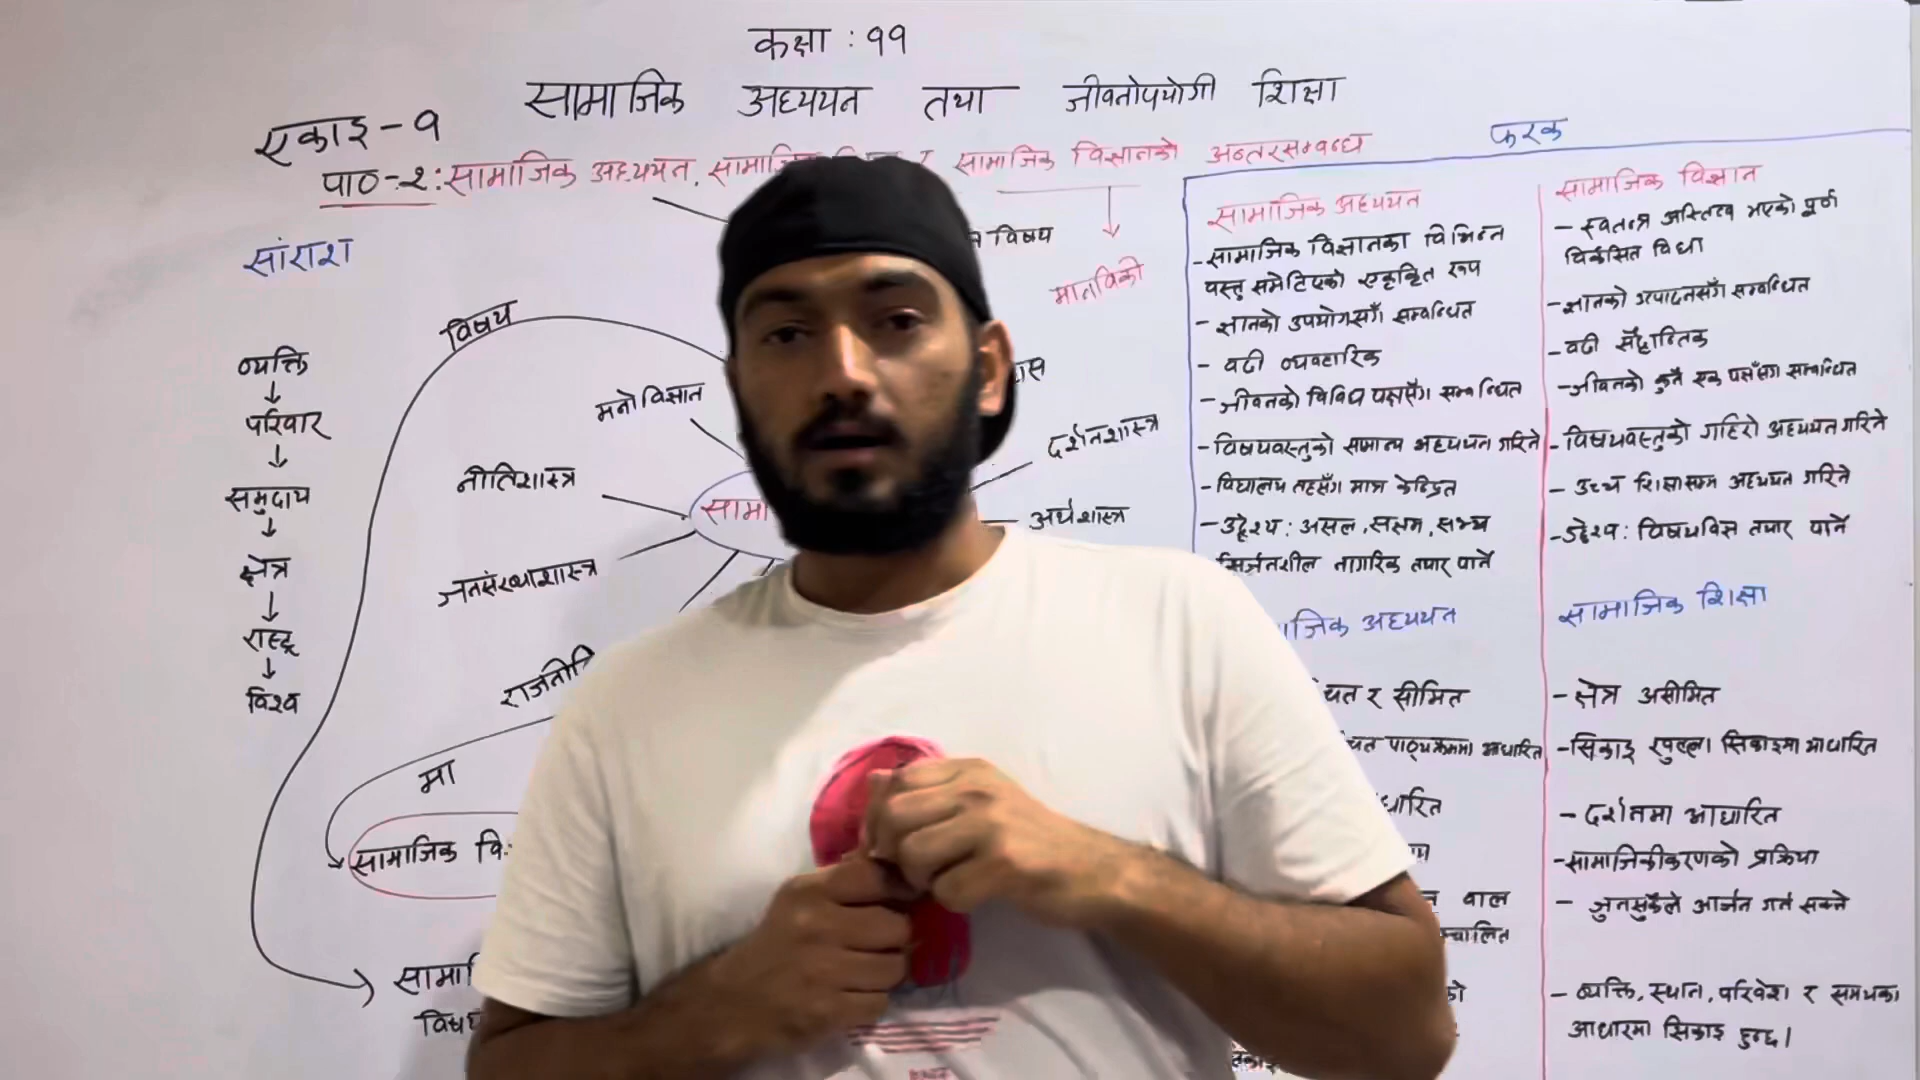 कक्षा : ११
सामाजिक अध्ययन तथा जीवनोपयोगी शिक्षा
एकाइ - १
पाठ-२: सामाजिक अध्ययन, सामाजिक र सामाजिक विज्ञानको अन्तरसम्बन्ध
फरक
सारांश
व्यक्ति
↓
परिवार
↓
समुदाय
↓
क्षेत्र
↓
राष्ट्र
↓
विश्व
विषय
विषय
मानविकी
मनोविज्ञान
नीतिशास्त्र
जनसंख्याशास्त्र
राजनीति
दर्शनशास्त्र
अर्थशास्त्र
सामा
मा
सामाजिक वि
सामा
विष
सामाजिक अध्ययन
- सामाजिक विज्ञानका विभिन्न
वस्तु समेटिएको एकृकित रूप
- ज्ञानको उपयोगसँग सम्बन्धित
- बढी व्यवहारिक
- जीवनको विविध पक्षसँग सम्बन्धित
- विषयवस्तुको सामान्य अध्ययन गरिने
- विद्यालय तहसँग मात्र केन्द्रित
- उद्देश्य : असल, सक्षम, सभ्य
सिर्जनशील नागरिक तयार पार्ने
सामाजिक विज्ञान
- स्वतन्त्र अस्तित्व भएको पूर्ण
विकसित विधा
- ज्ञानको उत्पादनसँग सम्बन्धित
- बढी सैद्धान्तिक
- जीवनको कुनै एक पक्षसँग सम्बन्धित
- विषयवस्तुको गहिरो अध्ययन गरिने
- उच्च शिक्षासम्म अध्ययन गरिने
- उद्देश्य : विषयविज्ञ तयार पार्ने
ाजिक अध्ययन
चित र सीमित
चित पाठ्यक्रममा आधारित
धारित
न वाल
ञ्चालित
को
सामाजिक शिक्षा
- क्षेत्र असीमित
- सिकाइ खुल्ला सिकाइमा आधारित
- दर्शनमा आधारित
- सामाजिकीकरणको प्रक्रिया
- जुनसुकैले आर्जन गर्न सक्ने
- व्यक्ति, स्थान, परिवेश र समयका
आधारमा सिकाइ हुन्छ ।